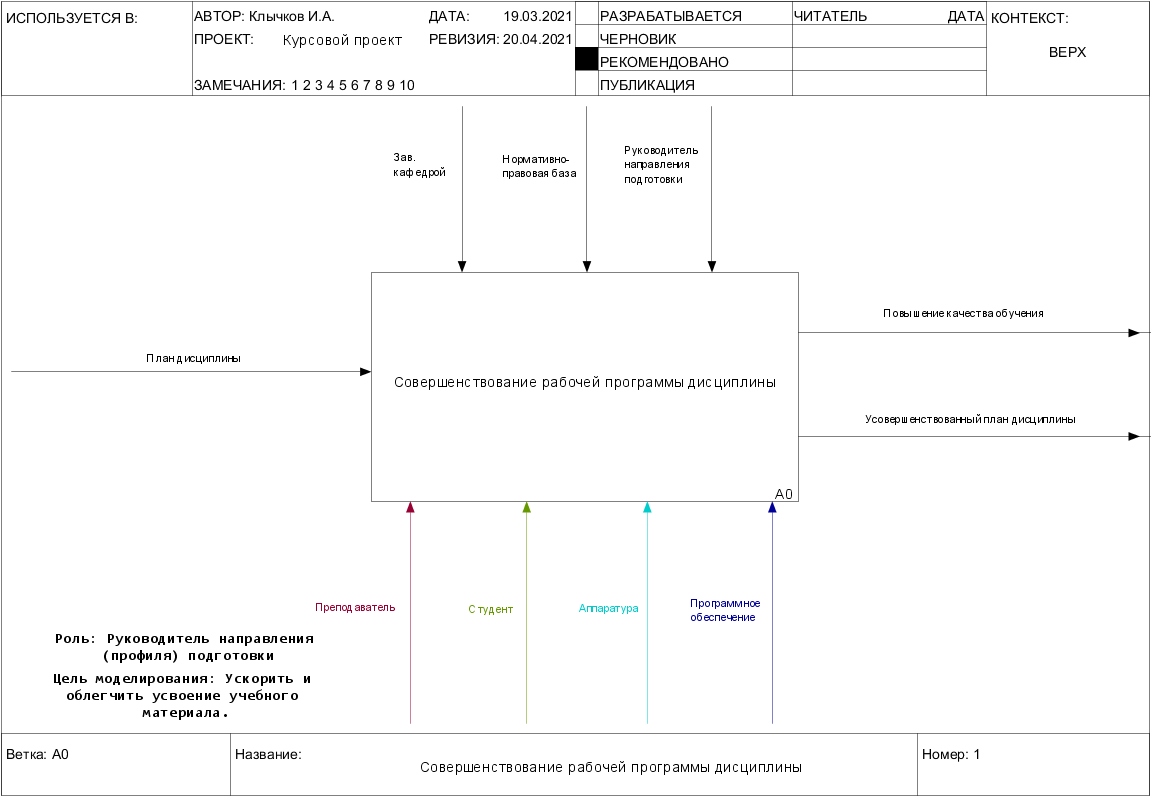 ИСПОЛЬЗУЕТСЯ В:
АВТОР: Клычков И.А.
ДАТА: 19.03.2021
ПРОЕКТ: Курсовой проект
РЕВИЗИЯ: 20.04.2021
ЗАМЕЧАНИЯ: 1 2 3 4 5 6 7 8 9 10
РАЗРАБАТЫВАЕТСЯ
ЧЕРНОВИК
РЕКОМЕНДОВАНО
ПУБЛИКАЦИЯ
ЧИТАТЕЛЬ
ДАТА
КОНТЕКСТ:
ВЕРХ
Зав.
кафедрой
Нормативно-
правовая база
Руководитель
направления
подготовки
План дисциплины
Совершенствование рабочей программы дисциплины
A0
Повышение качества обучения
Усовершенствованный план дисциплины
Преподаватель
Студент
Аппаратура
Программное
обеспечение
Роль: Руководитель направления
(профиля) подготовки
Цель моделирования: Ускорить и
облегчить усвоение учебного
материала.
Ветка: A0
Название:
Совершенствование рабочей программы дисциплины
Номер: 1